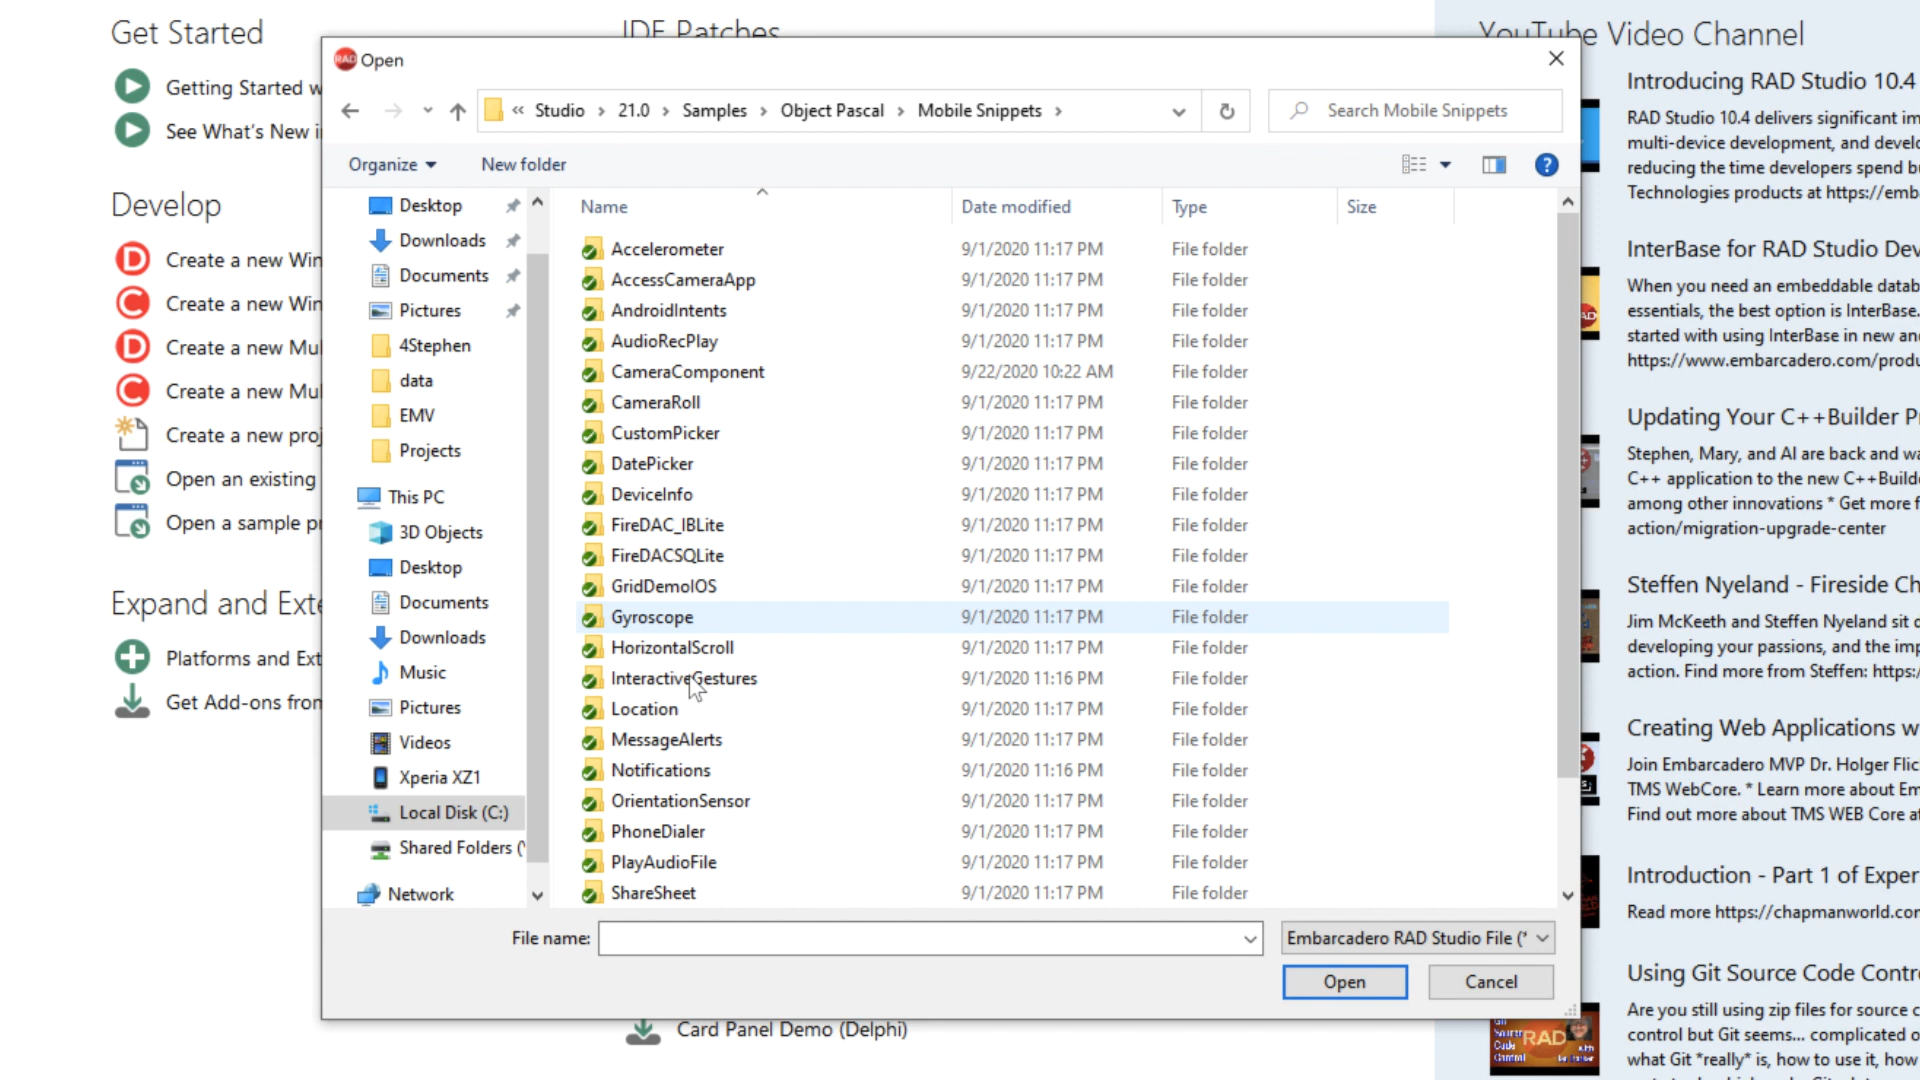 Get Started
Getting Started w
See What's New i
Develop
Create a new Win
Create a new Win
Create a new Mul
Create a new Mul
Create a new proj
Open an existing
Open a sample pr
Expand and Exte
Platforms and Ext
Get Add-ons from
IDE Patches
RAD Open
« Studio > 21.0 > Samples > Object Pascal > Mobile Snippets >
Search Mobile Snippets
Organize
New folder
?
Desktop
Downloads
Documents
Pictures
4Stephen
data
EMV
Projects
This PC
3D Objects
Desktop
Documents
Downloads
Music
Pictures
Videos
Xperia XZ1
Local Disk (C:)
Shared Folders (
Network
Name Date modified Type Size
Accelerometer 9/1/2020 11:17 PM File folder
AccessCameraApp 9/1/2020 11:17 PM File folder
AndroidIntents 9/1/2020 11:17 PM File folder
AudioRecPlay 9/1/2020 11:17 PM File folder
CameraComponent 9/22/2020 10:22 AM File folder
CameraRoll 9/1/2020 11:17 PM File folder
CustomPicker 9/1/2020 11:17 PM File folder
DatePicker 9/1/2020 11:17 PM File folder
DeviceInfo 9/1/2020 11:17 PM File folder
FireDAC_IBLite 9/1/2020 11:17 PM File folder
FireDACSQLite 9/1/2020 11:17 PM File folder
GridDemoIOS 9/1/2020 11:17 PM File folder
Gyroscope 9/1/2020 11:17 PM File folder
HorizontalScroll 9/1/2020 11:17 PM File folder
InteractiveGestures 9/1/2020 11:16 PM File folder
Location 9/1/2020 11:17 PM File folder
MessageAlerts 9/1/2020 11:17 PM File folder
Notifications 9/1/2020 11:16 PM File folder
OrientationSensor 9/1/2020 11:17 PM File folder
PhoneDialer 9/1/2020 11:17 PM File folder
PlayAudioFile 9/1/2020 11:17 PM File folder
ShareSheet 9/1/2020 11:17 PM File folder
File name:
Embarcadero RAD Studio File (*
Open
Cancel
Card Panel Demo (Delphi)
YouTube Video Channel
Introducing RAD Studio 10.4
RAD Studio 10.4 delivers significant im
multi-device development, and develo
reducing the time developers spend bu
Technologies products at https://emb
InterBase for RAD Studio Dev
When you need an embeddable datab
essentials, the best option is InterBase.
started with using InterBase in new an
https://www.embarcadero.com/produ
Updating Your C++Builder Pr
Stephen, Mary, and Al are back and wa
C++ application to the new C++Builde
among other innovations * Get more f
action/migration-upgrade-center
Steffen Nyeland - Fireside Ch
Jim McKeeth and Steffen Nyeland sit d
developing your passions, and the imp
action. Find more from Steffen: https:/
Creating Web Applications w
Join Embarcadero MVP Dr. Holger Flic
TMS WebCore. * Learn more about Em
Find out more about TMS WEB Core at
Introduction - Part 1 of Exper
Read more https://chapmanworld.con
Using Git Source Code Contro
Are you still using zip files for source c
control but Git seems... complicated o
what Git *really* is, how to use it, how